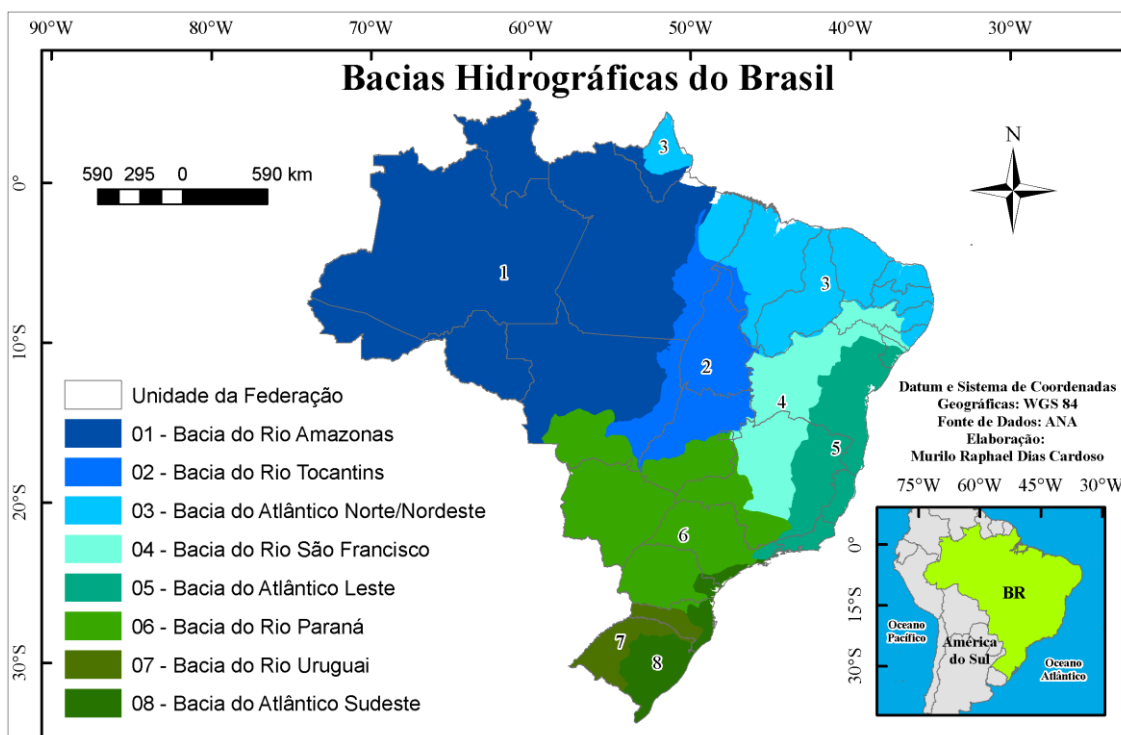 90°W 80°W 70°W 60°W 50°W 40°W 30°W
Bacias Hidrográficas do Brasil
590 295 0 590 km
N
0°
10°S
20°S
30°S
3
1
3
2
4
5
6
7
8
Unidade da Federação
01 - Bacia do Rio Amazonas
02 - Bacia do Rio Tocantins
03 - Bacia do Atlântico Norte/Nordeste
04 - Bacia do Rio São Francisco
05 - Bacia do Atlântico Leste
06 - Bacia do Rio Paraná
07 - Bacia do Rio Uruguai
08 - Bacia do Atlântico Sudeste
Datum e Sistema de Coordenadas
Geográficas: WGS 84
Fonte de Dados: ANA
Elaboração:
Murilo Raphael Dias Cardoso
75°W 60°W 45°W 30°W
0°
15°S
30°S
BR
Oceano
Pacífico
América
do Sul
Oceano
Atlântico